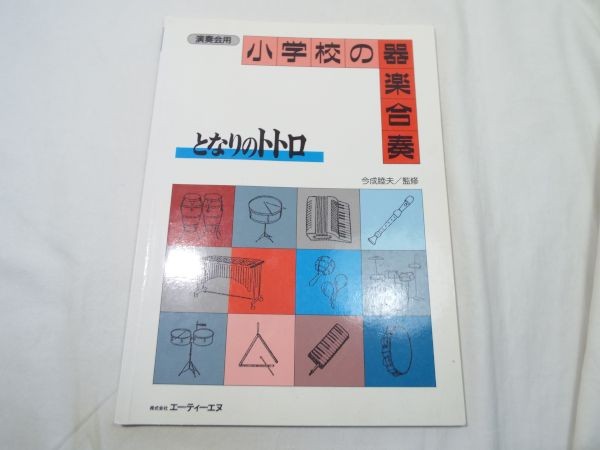 演奏会用
小学校の器楽合奏
となりのトトロ
今成睦夫／監修
株式会社 エーティーエヌ